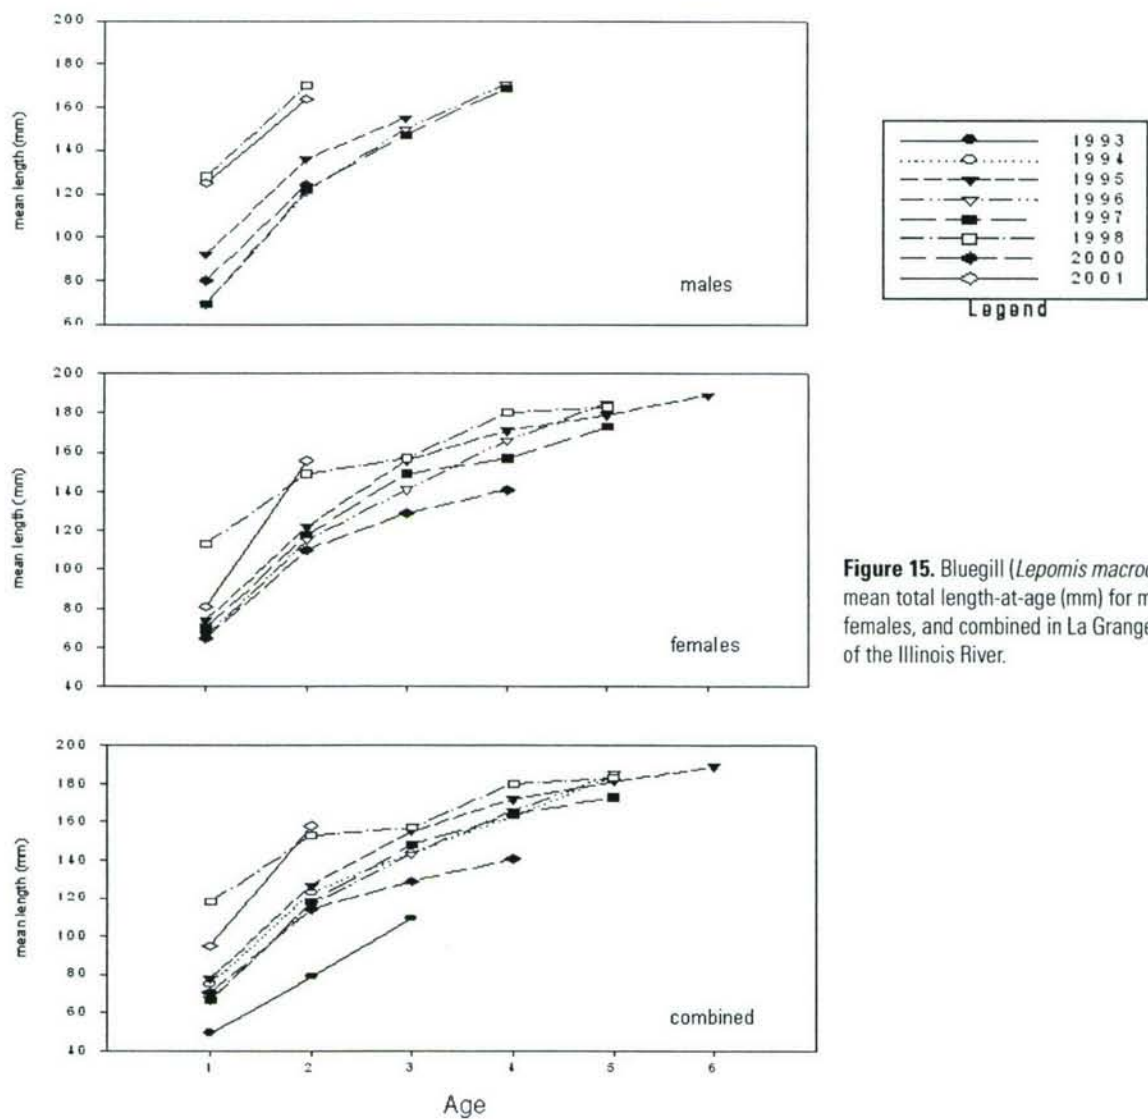 200
180
160
140
120
100
80
60
mean length (mm)
males
1993
1994
1995
1996
1997
1998
2000
2001
Legend
200
180
160
140
120
100
80
60
40
mean length (mm)
females
Figure 15. Bluegill (Lepomis
mean total length-at-age (mm) for
females, and combined in La Grange
of the Illinois River.
200
180
160
140
120
100
80
60
40
mean length (mm)
combined
1 2 3 4 5 6
Age